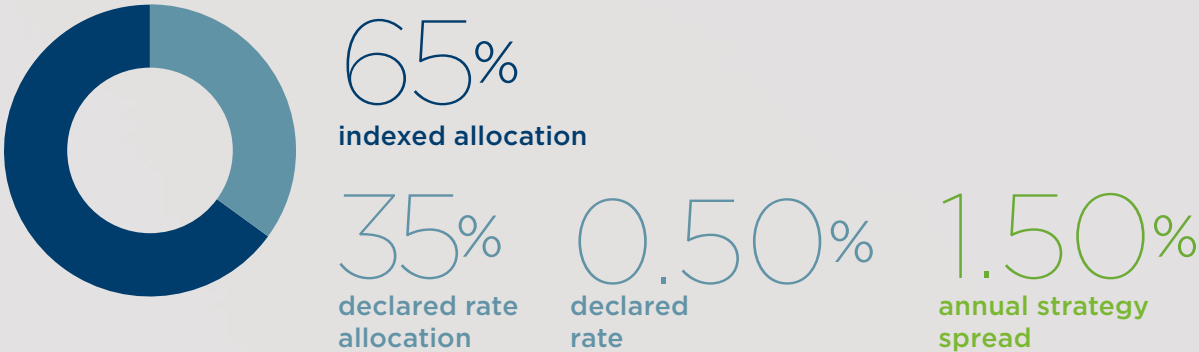 65%
indexed allocation
35%
declared rate
allocation
0.50%
declared
rate
1.50%
annual strategy
spread